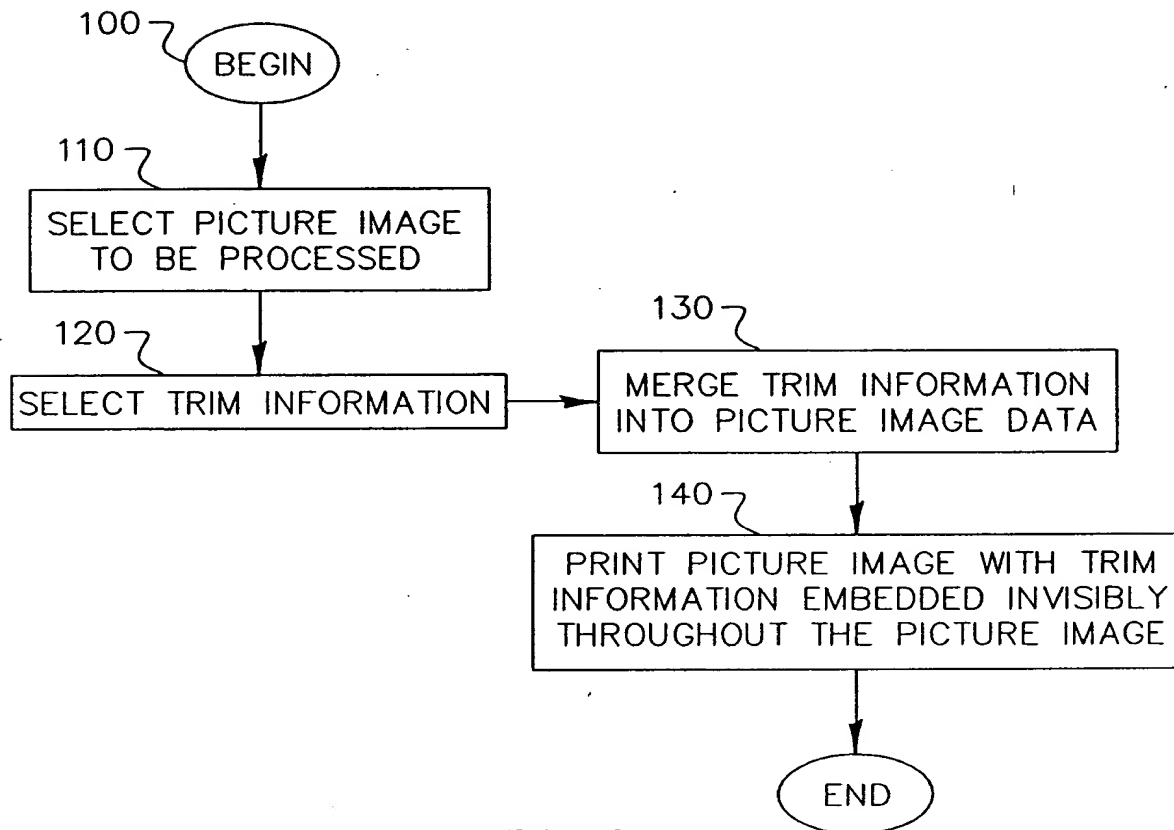 100
BEGIN
110
SELECT PICTURE IMAGE
TO BE PROCESSED
120
SELECT TRIM INFORMATION
130
MERGE TRIM INFORMATION
INTO PICTURE IMAGE DATA
140
PRINT PICTURE IMAGE WITH TRIM
INFORMATION EMBEDDED INVISIBLY
THROUGHOUT THE PICTURE IMAGE
END